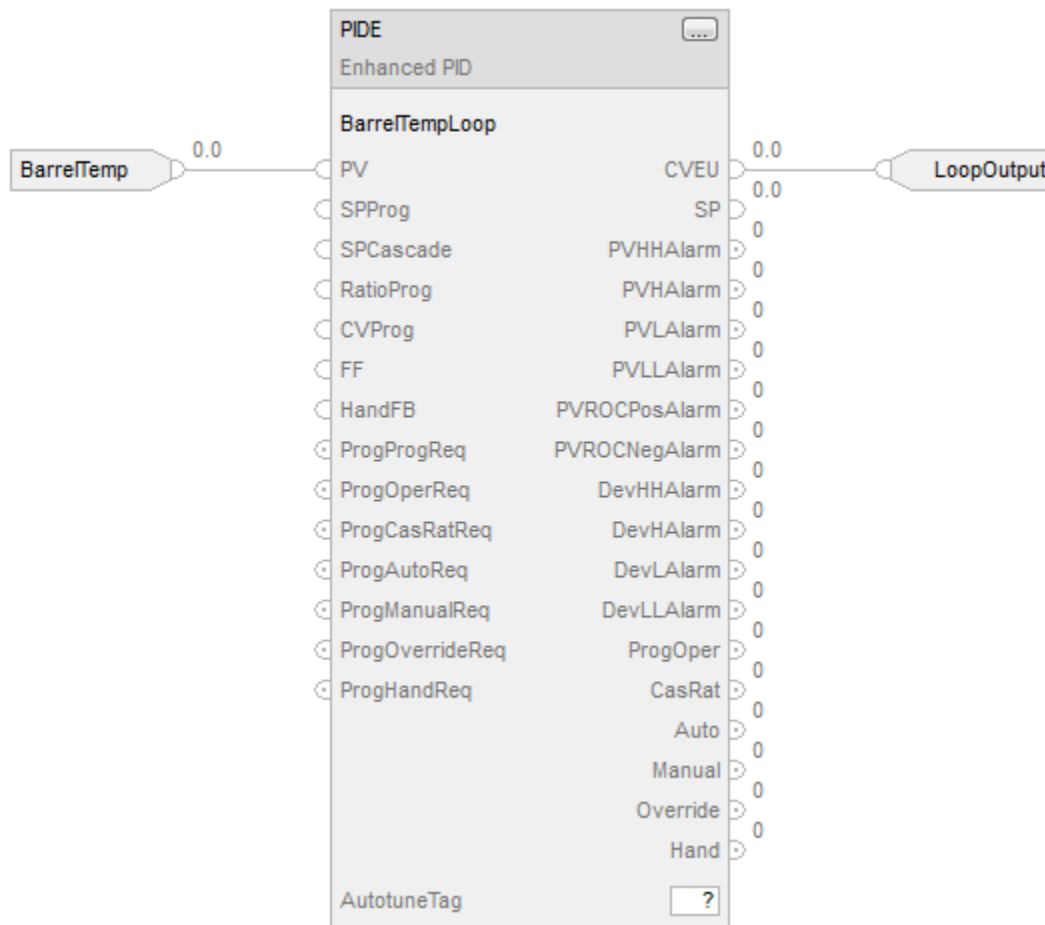 PIDE
...
Enhanced PID
BarrelTempLoop
BarrelTemp 0.0 PV CVEU 0.0 LoopOutput
SPProg SP 0.0
SPCascade PVHHAlarm 0
RatioProg PVHAlarm 0
CVProg PVLAlarm 0
FF PVLLAlarm 0
HandFB PVROCPosAlarm 0
ProgProgReq PVROCNegAlarm 0
ProgOperReq DevHHAlarm 0
ProgCasRatReq DevHAlarm 0
ProgAutoReq DevLAlarm 0
ProgManualReq DevLLAlarm 0
ProgOverrideReq ProgOper 0
ProgHandReq CasRat 0
Auto 0
Manual 0
Override 0
Hand 0
AutotuneTag ?